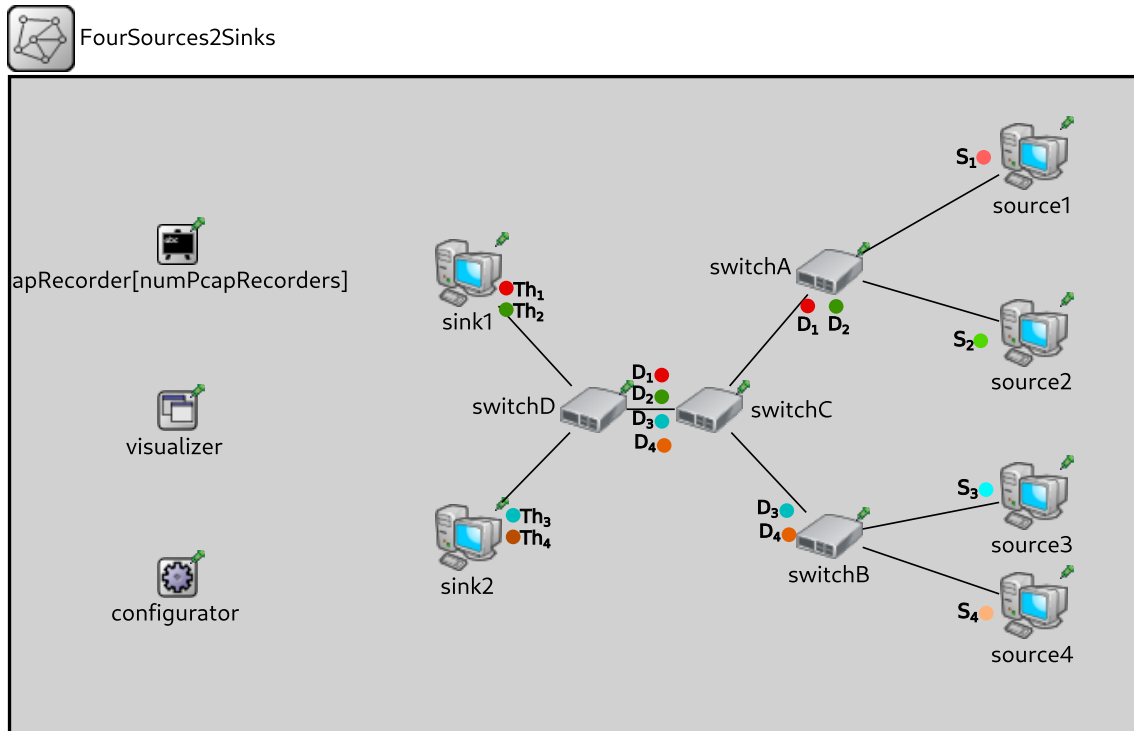 FourSources2Sinks
S₁
source1
switchA
apRecorder[numPcapRecorders]
Th₁
Th₂
sink1
D₁ D₂
S₂
source2
D₁
D₂
D₃
D₄
switchD
switchC
visualizer
S₃
source3
D₃
D₄
switchB
Th₃
Th₄
sink2
configurator
S₄
source4